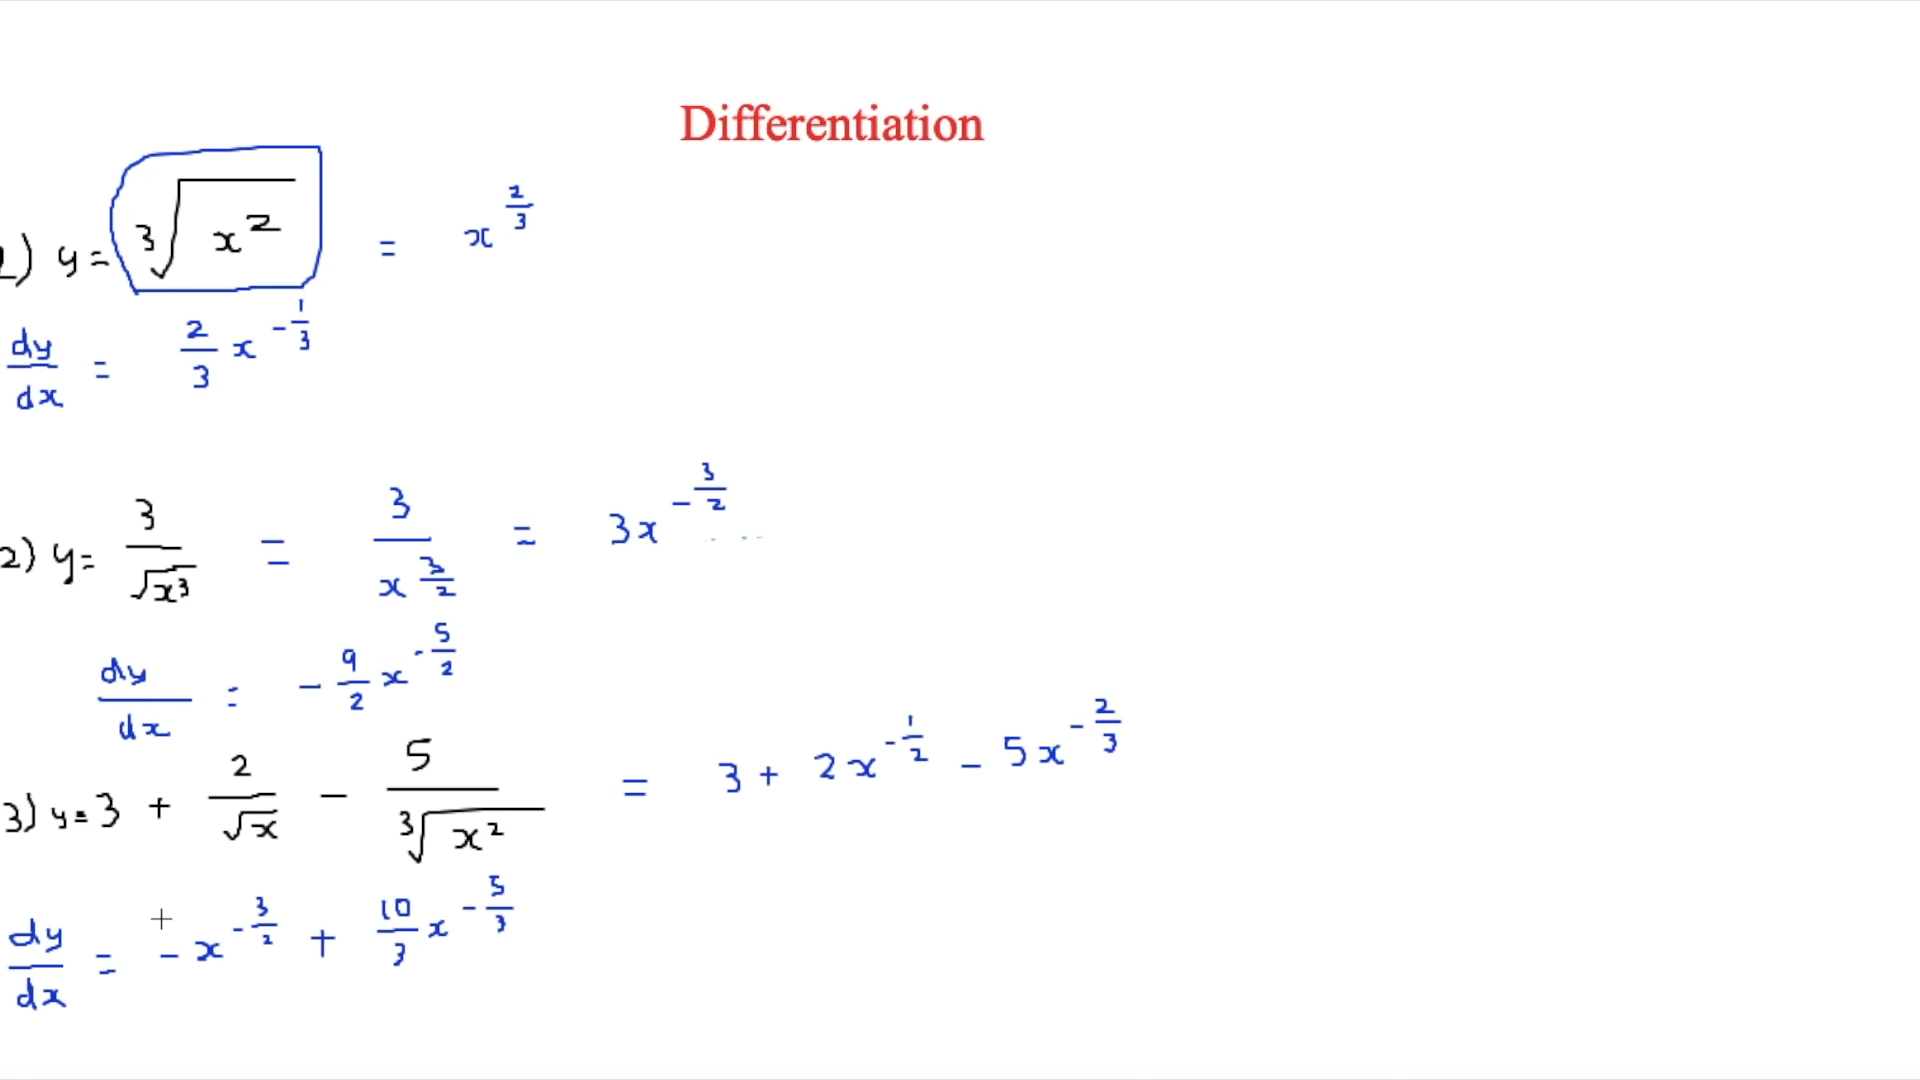 Differentiation
1) y = ∛(x²) = x^(2/3)
dy/dx = 2/3 x^(-1/3)
2) y = 3/√(x³) = 3/x^(3/2) = 3x^(-3/2)
dy/dx = -9/2 x^(-5/2)
3) y = 3 + 2/√x - 5/∛(x²) = 3 + 2x^(-1/2) - 5x^(-2/3)
dy/dx = -x^(-3/2) + 10/3 x^(-5/3)